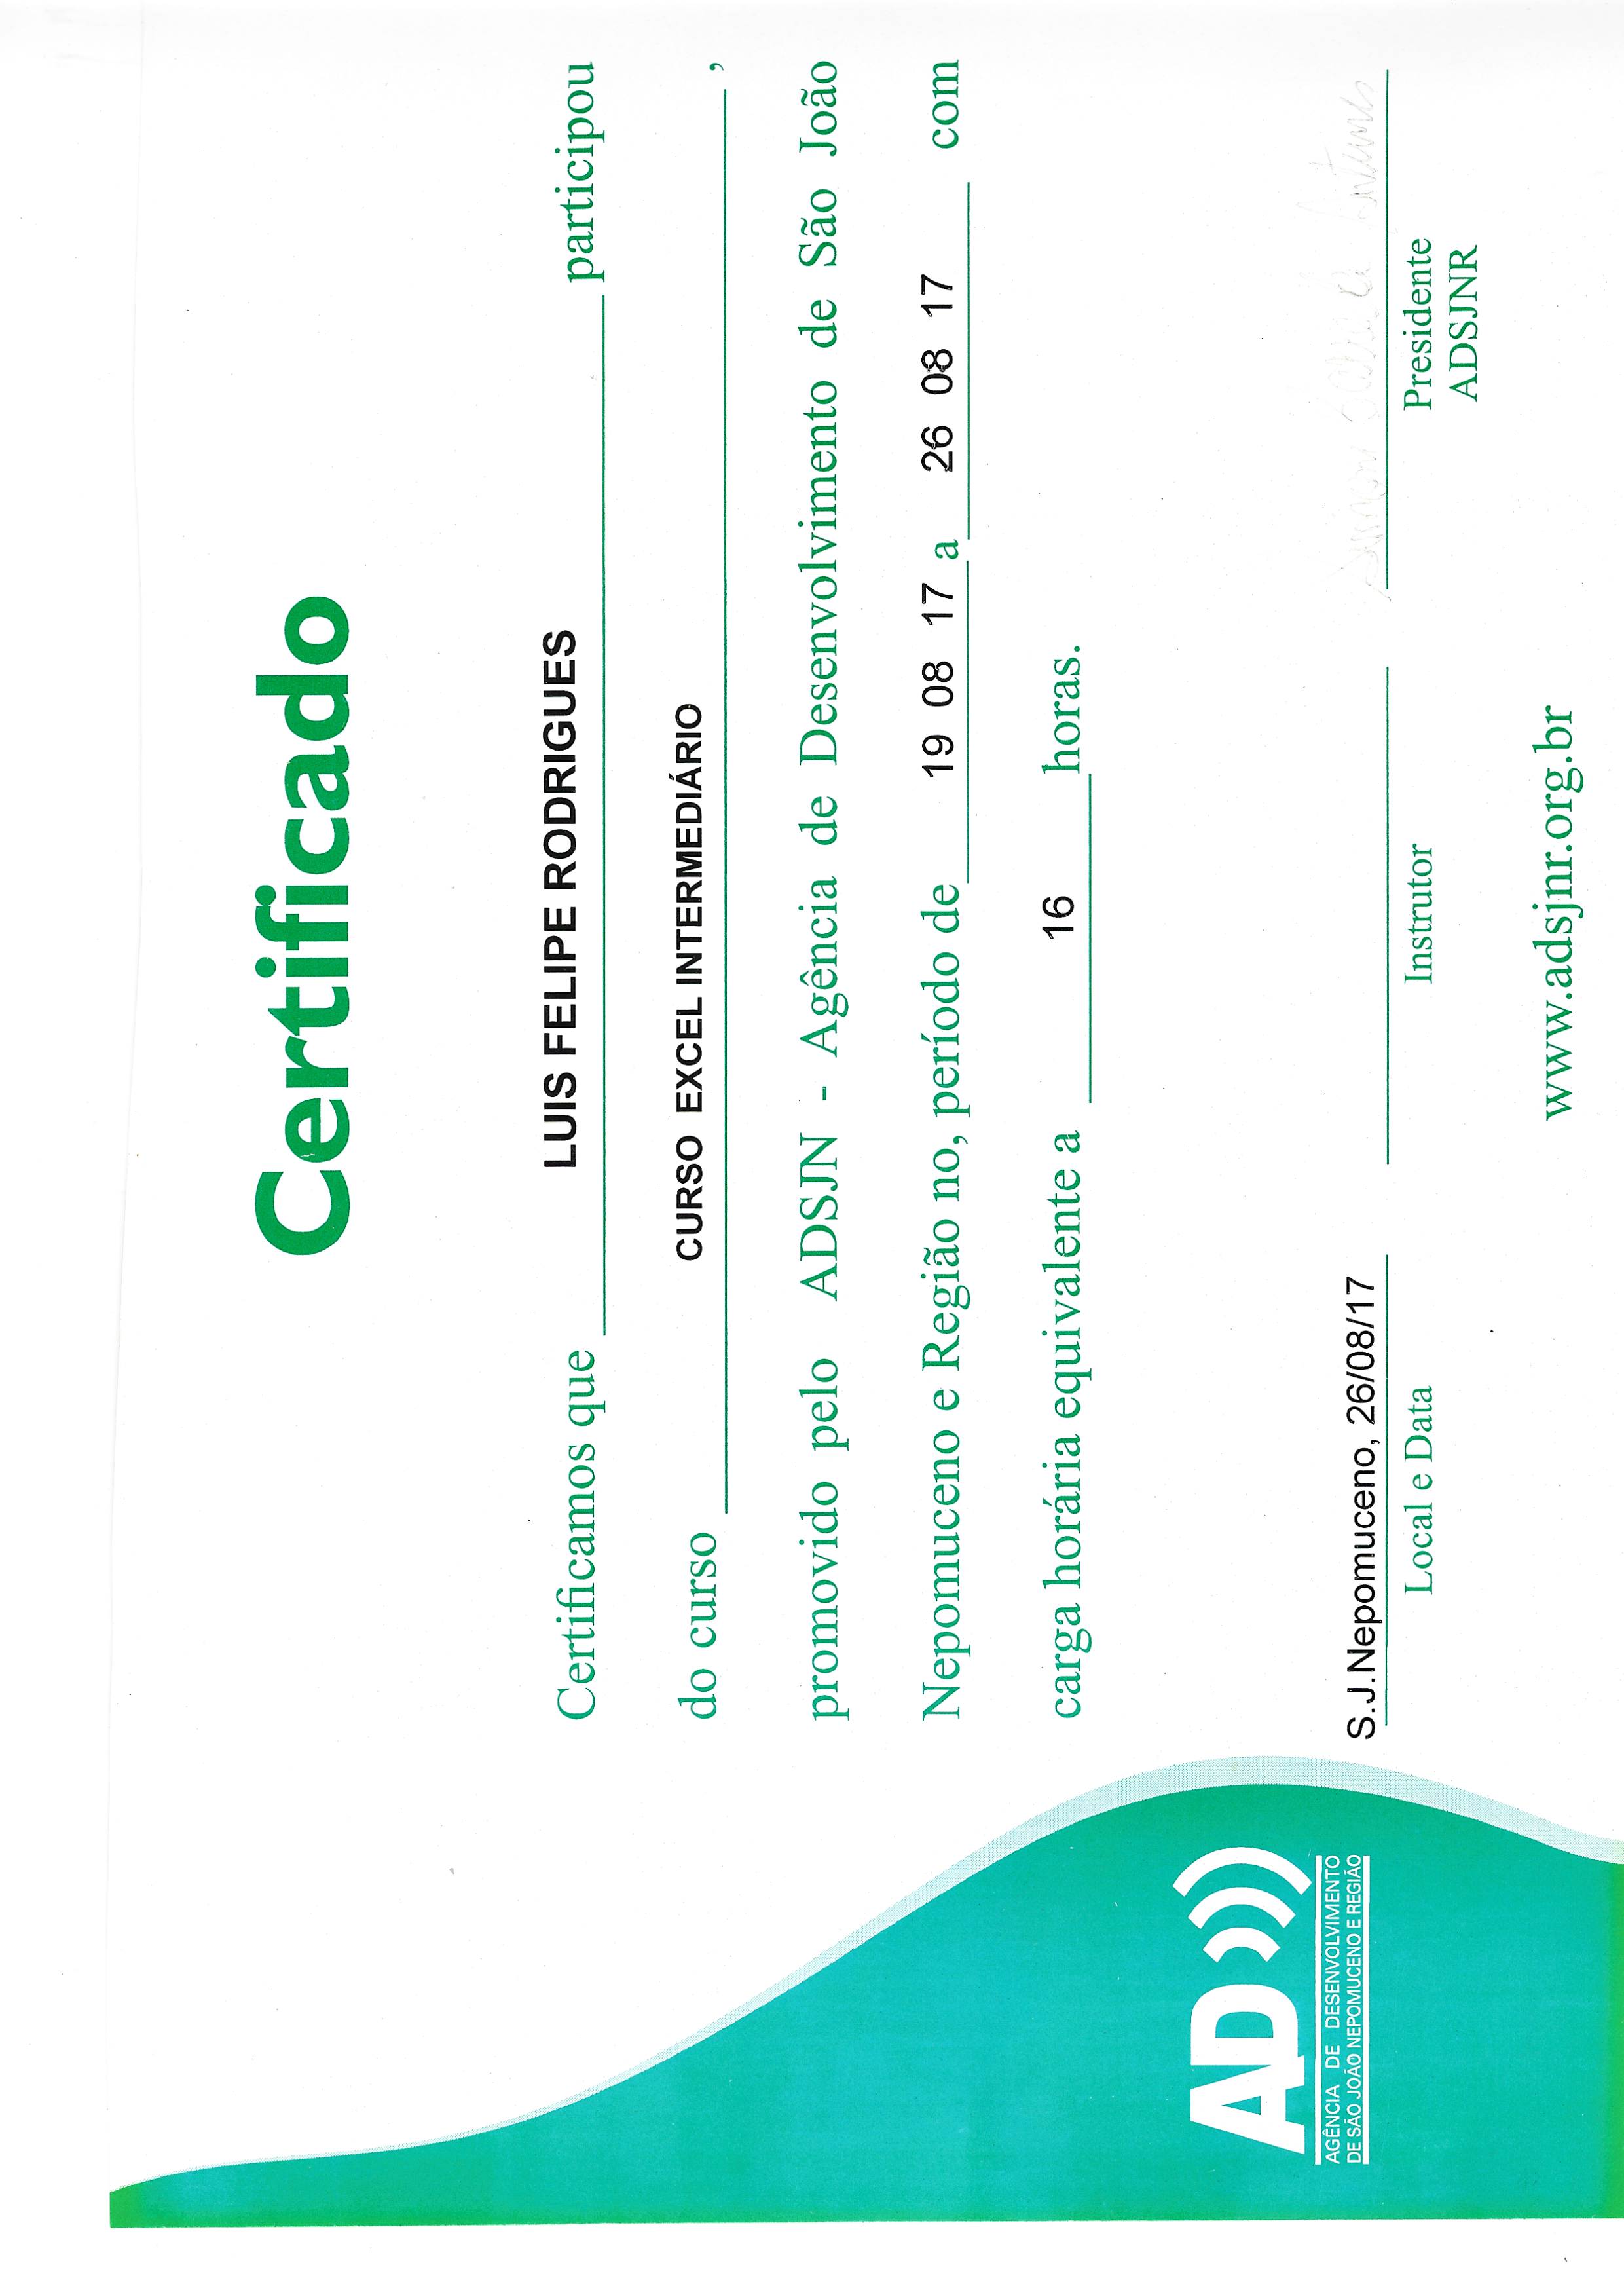 Certificado
Certificamos que LUIS FELIPE RODRIGUES participou
do curso CURSO EXCEL INTERMEDIÁRIO ,
promovido pelo ADSJN - Agência de Desenvolvimento de São João
Nepomuceno e Região no, período de 19 08 17 a 26 08 17 com
carga horária equivalente a 16 horas.
AD
AGÊNCIA DE DESENVOLVIMENTO
DE SÃO JOÃO NEPOMUCENO E REGIÃO
S.J.Nepomuceno, 26/08/17
Local e Data
Instrutor
Presidente
ADSJNR
www.adsjnr.org.br